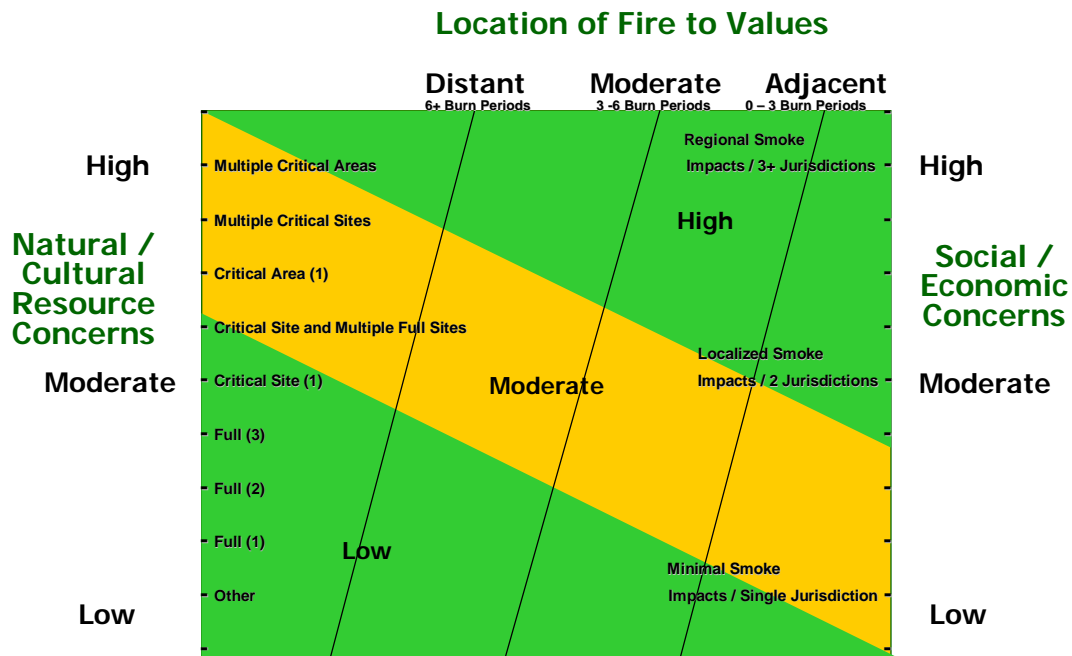 Location of Fire to Values
Distant
6+ Burn Periods
Moderate
3 -6 Burn Periods
Adjacent
0 – 3 Burn Periods
Natural /
Cultural
Resource
Concerns
High
Moderate
Low
Multiple Critical Areas
Multiple Critical Sites
Critical Area (1)
Critical Site and Multiple Full Sites
Critical Site (1)
Full (3)
Full (2)
Full (1)
Other
High
Moderate
Low
Regional Smoke
Impacts / 3+ Jurisdictions
Localized Smoke
Impacts / 2 Jurisdictions
Minimal Smoke
Impacts / Single Jurisdiction
High
Social /
Economic
Concerns
Moderate
Low